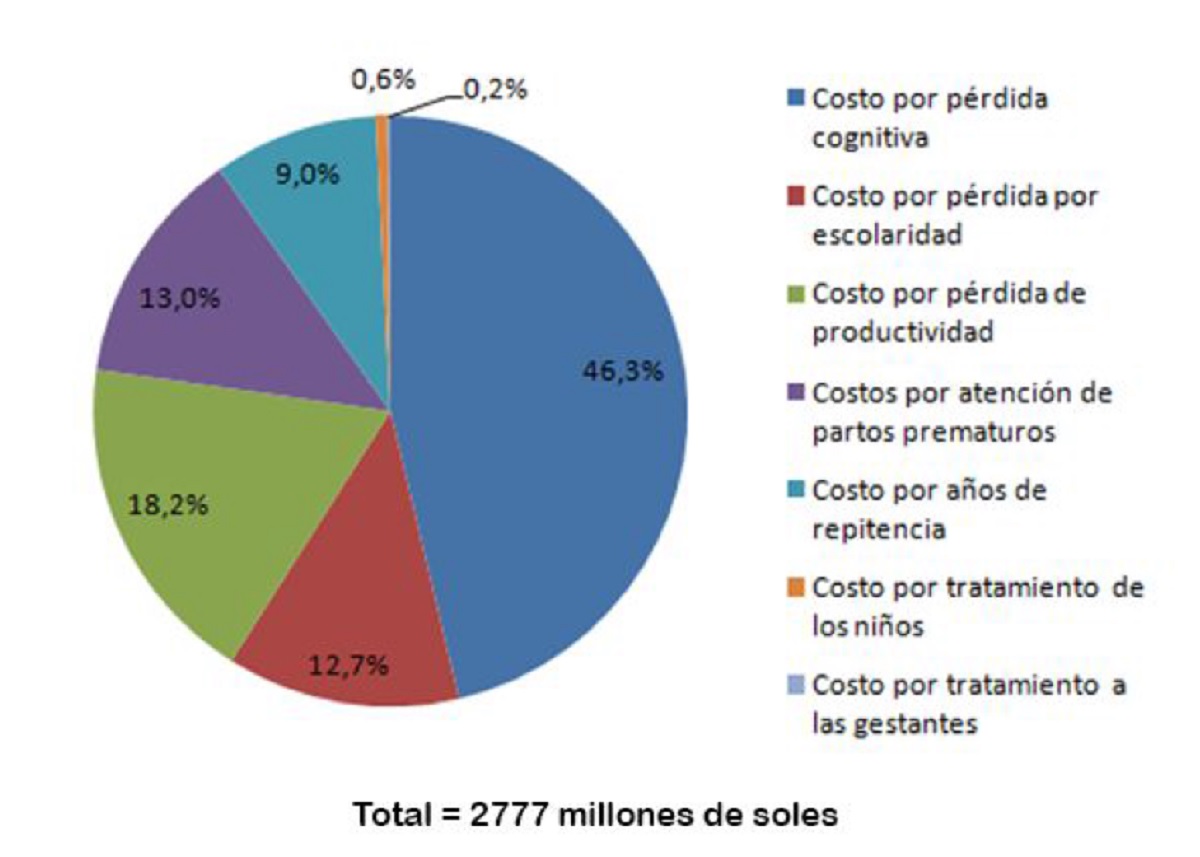 0,6%
0,2%
9,0%
13,0%
46,3%
18,2%
12,7%
Costo por pérdida
cognitiva
Costo por pérdida por
escolaridad
Costo por pérdida de
productividad
Costos por atención de
partos prematuros
Costo por años de
repitencia
Costo por tratamiento de
los niños
Costo por tratamiento a
las gestantes
Total = 2777 millones de soles